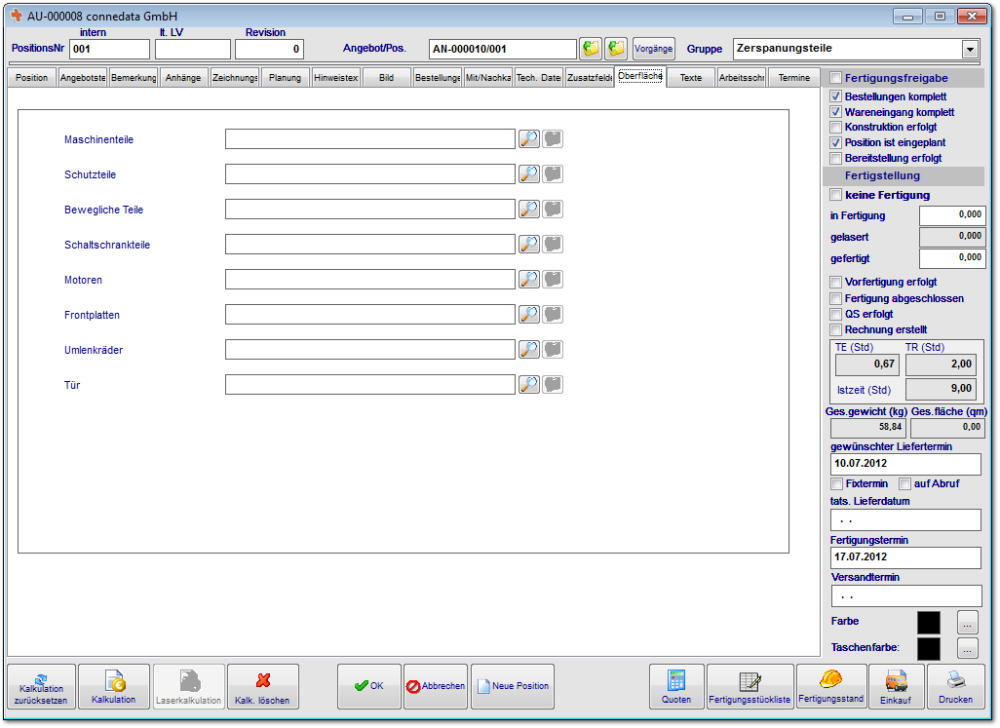 AU-000008 connedata GmbH
intern lt. LV Revision
PositionsNr 001 0 Angebot/Pos. AN-000010/001 Vorgänge Gruppe Zerspanungsteile
Position Angebotste Bemerkung Anhänge Zeichnungs Planung Hinweistex Bild Bestellunge Mit/Nachka Tech. Date Zusatzfelde Oberfläche Texte Arbeitsschr Termine
Maschinenteile
Schutzteile
Bewegliche Teile
Schaltschrankteile
Motoren
Frontplatten
Umlenkräder
Tür
Fertigungsfreigabe
Bestellungen komplett
Wareneingang komplett
Konstruktion erfolgt
Position ist eingeplant
Bereitstellung erfolgt
Fertigstellung
keine Fertigung
in Fertigung 0,000
gelasert 0,000
gefertigt 0,000
Vorfertigung erfolgt
Fertigung abgeschlossen
QS erfolgt
Rechnung erstellt
TE (Std) TR (Std)
0,67 2,00
Istzeit (Std) 9,00
Ges.gewicht (kg) Ges.fläche (qm)
58,84 0,00
gewünschter Liefertermin
10.07.2012
Fixtermin auf Abruf
tats. Lieferdatum
. .
Fertigungstermin
17.07.2012
Versandtermin
. .
Farbe ...
Taschenfarbe: ...
Kalkulation zurücksetzen Kalkulation Laserkalkulation Kalk. löschen OK Abbrechen Neue Position Quoten Fertigungsstückliste Fertigungsstand Einkauf Drucken